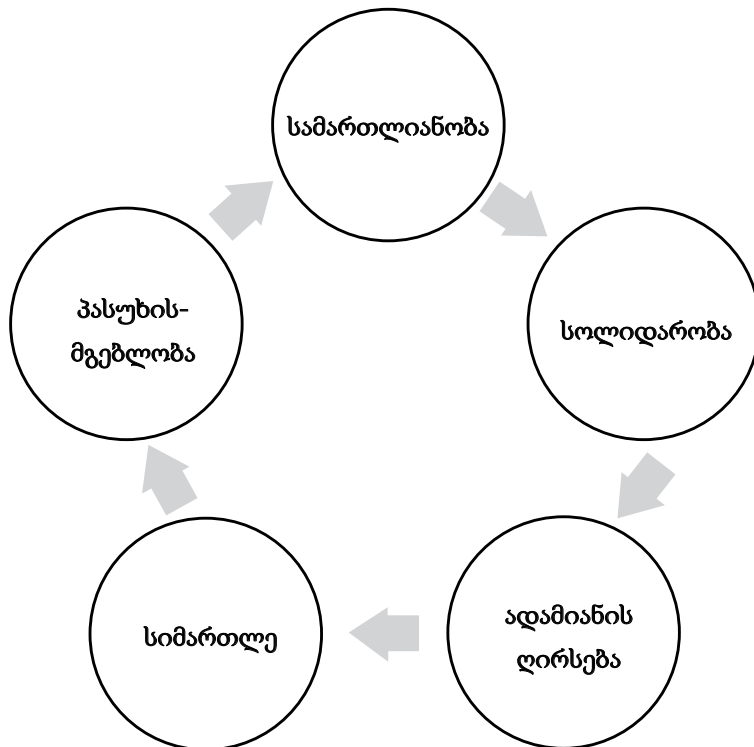 სამართლიანობა
სოლიდარობა
ადამიანის
ღირსება
სიმართლე
პასუხის-
მგებლობა